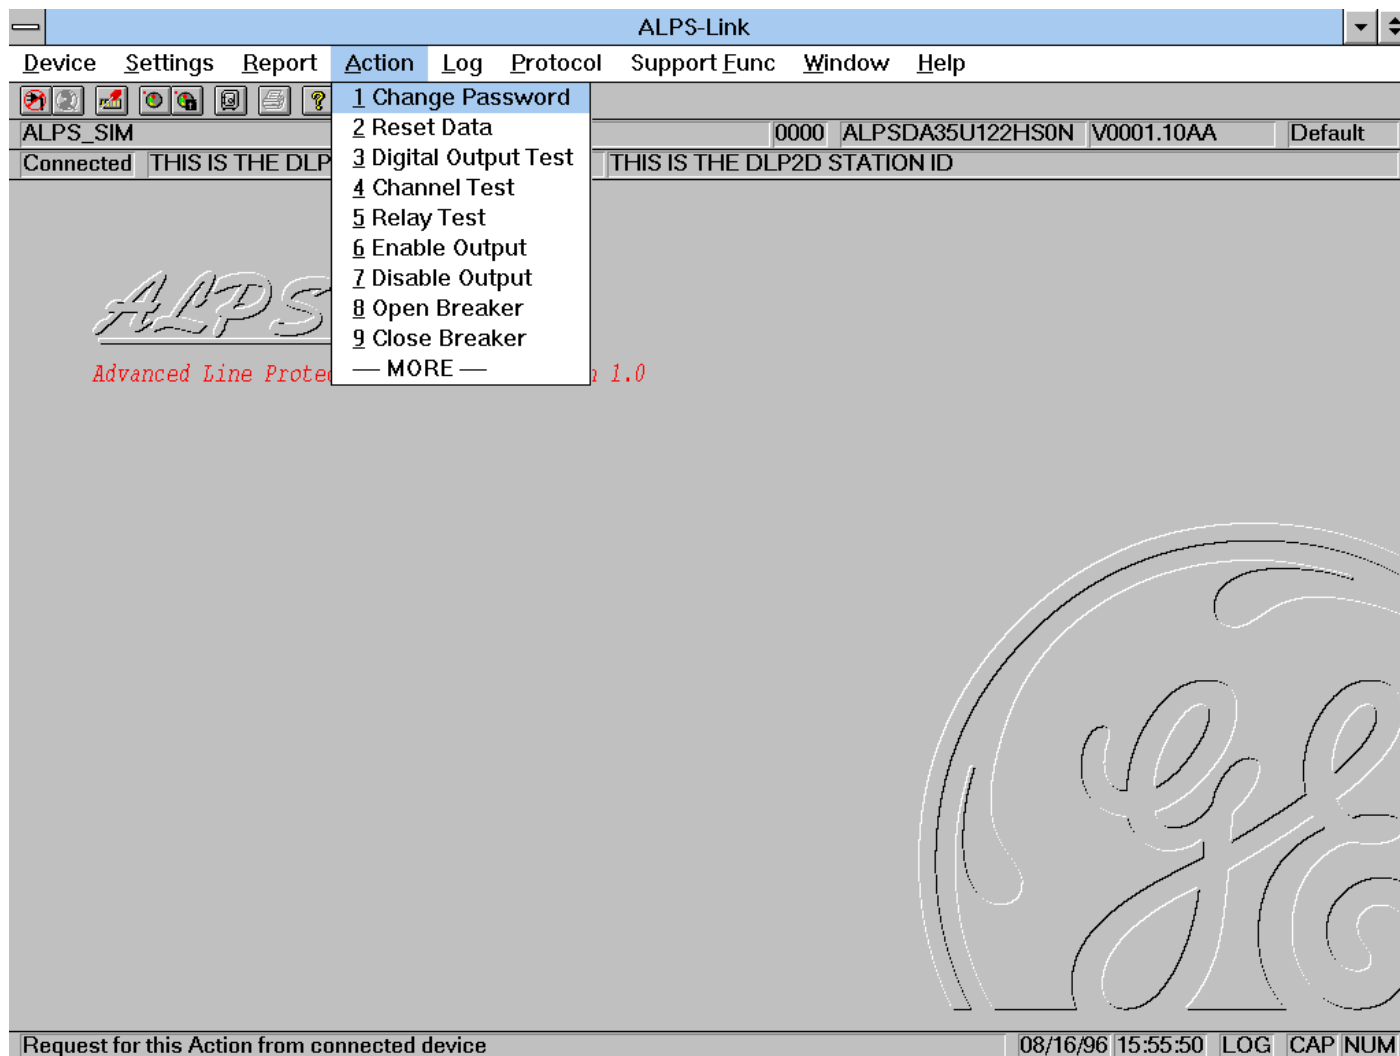 ALPS-Link
Device Settings Report Action Log Protocol Support Func Window Help
1 Change Password
2 Reset Data
3 Digital Output Test
4 Channel Test
5 Relay Test
6 Enable Output
7 Disable Output
8 Open Breaker
9 Close Breaker
— MORE —
ALPS_SIM 0000 ALPSDA35U122HS0N V0001.10AA Default
Connected THIS IS THE DLP THIS IS THE DLP2D STATION ID
ALPS
Advanced Line Prote 1.0
GE
Request for this Action from connected device 08/16/96 15:55:50 LOG CAP NUM